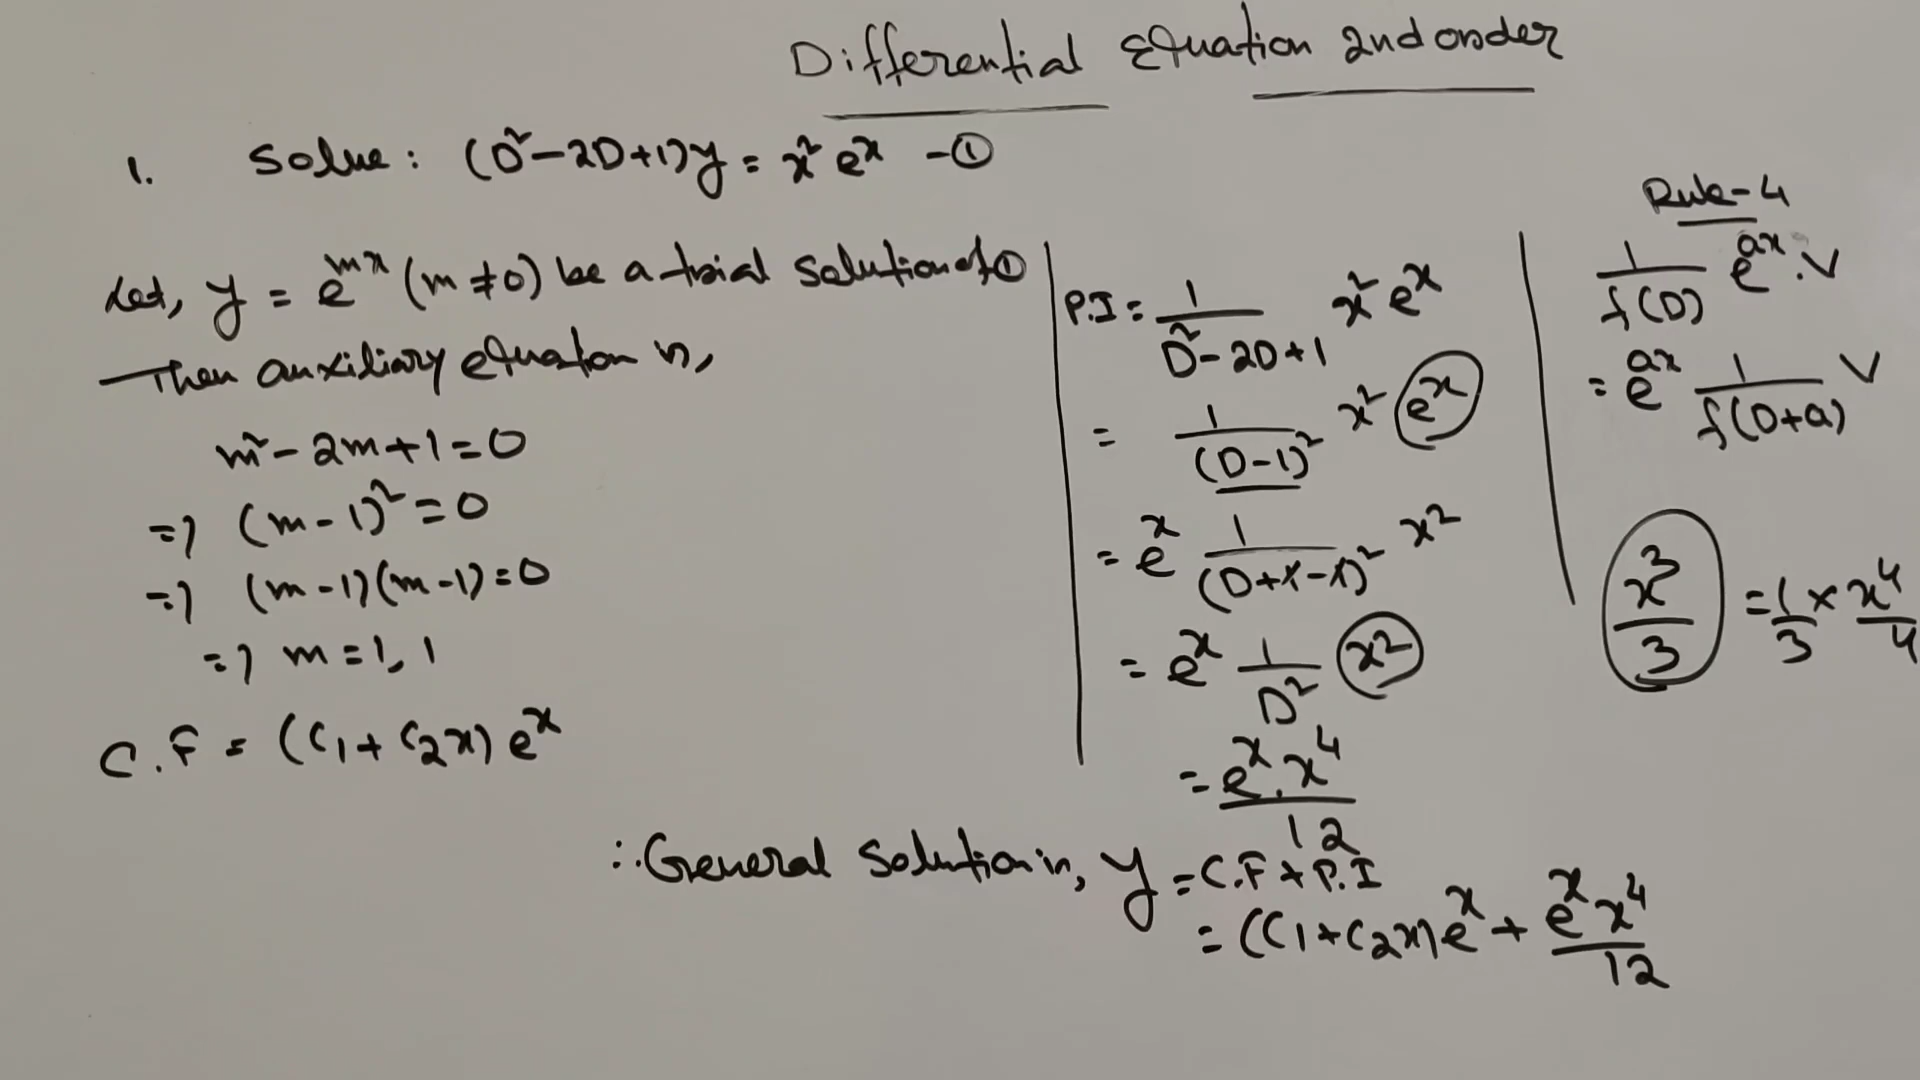 Differential Equation 2nd order
1. Solve: (D²-2D+1)y = x² eˣ -①
Let, y = eᵐˣ (m ≠ 0) be a trial solution of ①
Then auxiliary equation is,
m²- 2m+1=0
=> (m-1)² = 0
=> (m-1)(m-1)=0
=> m = 1, 1
C.F = (C₁+ C₂x) eˣ
P.I = 1/(D²-2D+1) x² eˣ
= 1/(D-1)² x² eˣ
= eˣ 1/(D+1-1)² x²
= eˣ 1/D² x²
= eˣ.x⁴/12
Rule-4
1/f(D) eᵃˣ.V
= eᵃˣ 1/f(D+a) V
x³/3 = 1/3 × x⁴/4
∴ General Solution is, y = C.F + P.I
= (C₁+C₂x)eˣ + eˣx⁴/12